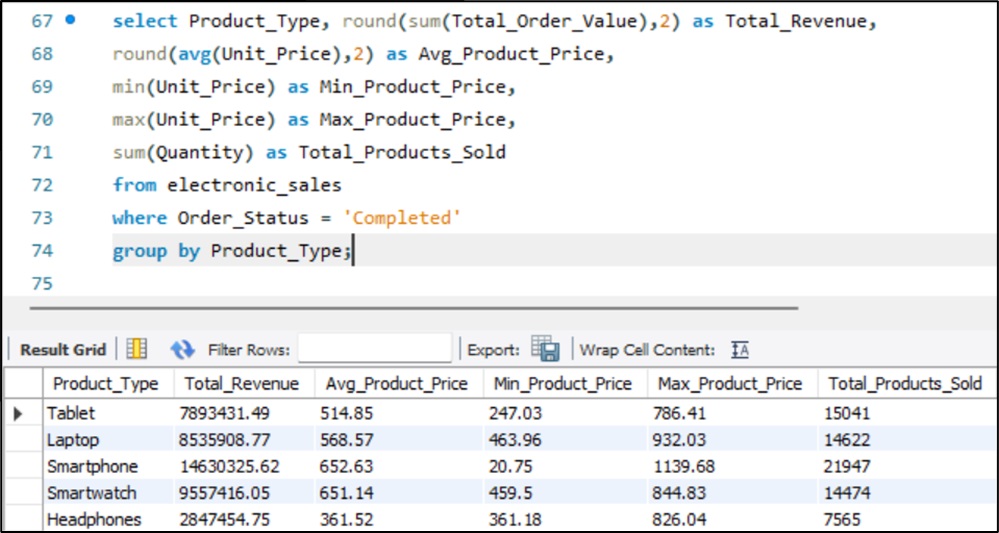 67 select Product_Type, round(sum(Total_Order_Value),2) as Total_Revenue,
68 round(avg(Unit_Price),2) as Avg_Product_Price,
69 min(Unit_Price) as Min_Product_Price,
70 max(Unit_Price) as Max_Product_Price,
71 sum(Quantity) as Total_Products_Sold
72 from electronic_sales
73 where Order_Status = 'Completed'
74 group by Product_Type;
75
Result Grid Filter Rows: Export: Wrap Cell Content: IA
Product_Type Total_Revenue Avg_Product_Price Min_Product_Price Max_Product_Price Total_Products_Sold
Tablet 7893431.49 514.85 247.03 786.41 15041
Laptop 8535908.77 568.57 463.96 932.03 14622
Smartphone 14630325.62 652.63 20.75 1139.68 21947
Smartwatch 9557416.05 651.14 459.5 844.83 14474
Headphones 2847454.75 361.52 361.18 826.04 7565